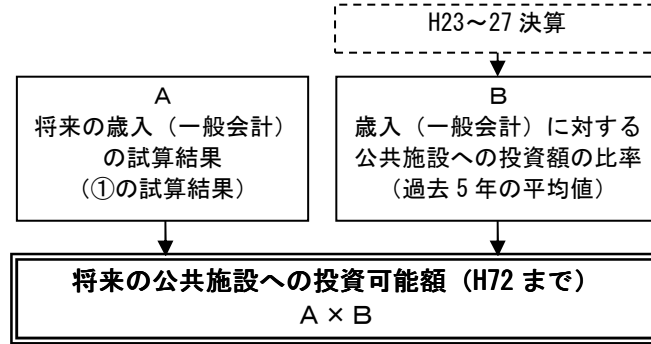 H23～27 決算
A
将来の歳入（一般会計）
の試算結果
（①の試算結果）
B
歳入（一般会計）に対する
公共施設への投資額の比率
（過去 5 年の平均値）
将来の公共施設への投資可能額（H72 まで）
A × B